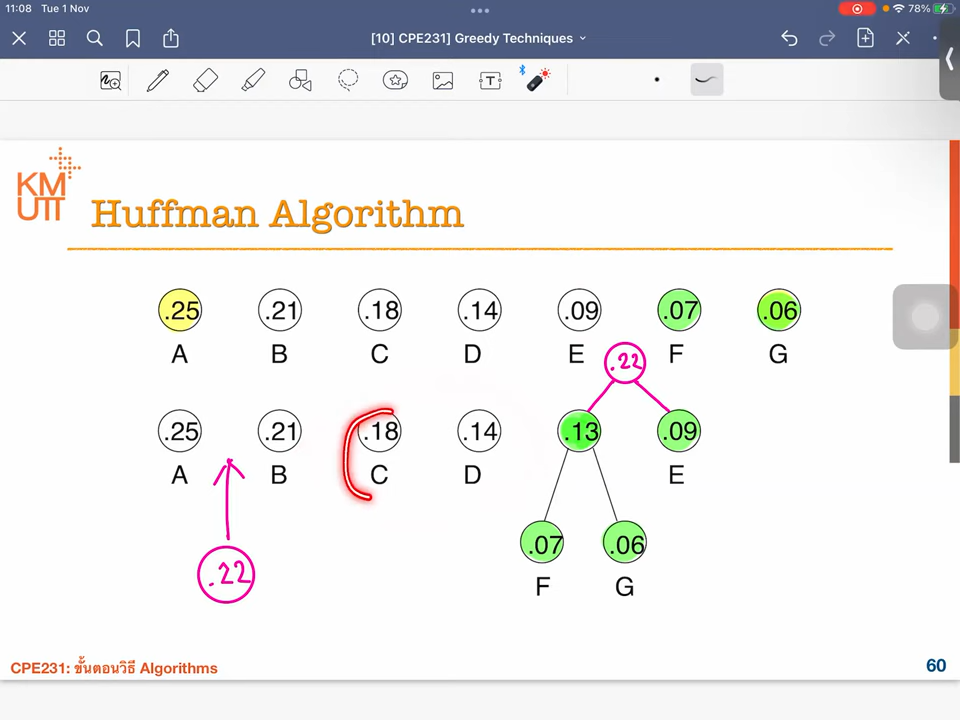 11:08 Tue 1 Nov 78%
[10] CPE231] Greedy Techniques
KM
UTT
Huffman Algorithm
.25 .21 .18 .14 .09 .07 .06
A B C D E F G
.22
.25 .21 .18 .14 .13 .09
A B C D E
.22
.07 .06
F G
CPE231: ขั้นตอนวิธี Algorithms 60